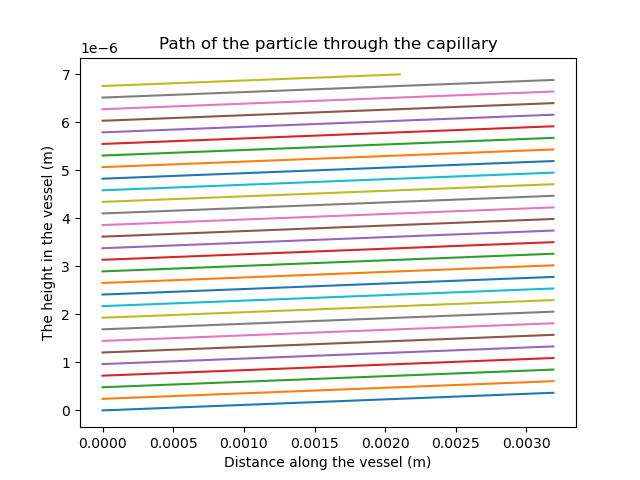 Path of the particle through the capillary
1e−6
7
6
5
4
3
2
1
0
The height in the vessel (m)
0.0000 0.0005 0.0010 0.0015 0.0020 0.0025 0.0030
Distance along the vessel (m)